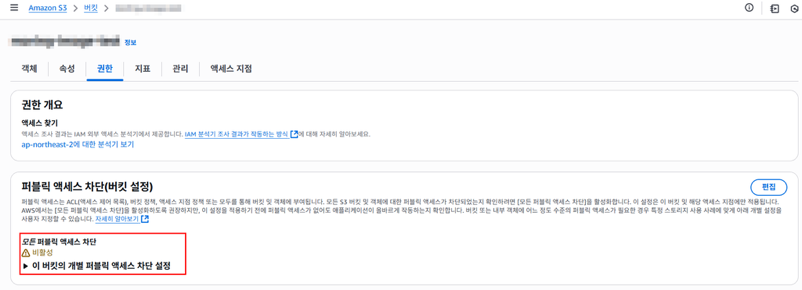 Amazon S3 > 버킷 >
정보
객체 속성 권한 지표 관리 액세스 지점
권한 개요
액세스 찾기
액세스 조사 결과는 IAM 외부 액세스 분석기에서 제공합니다. IAM 분석기 조사 결과가 작동하는 방식 에 대해 자세히 알아보세요.
ap-northeast-2에 대한 분석기 보기
퍼블릭 액세스 차단(버킷 설정)
편집
퍼블릭 액세스는 ACL(액세스 제어 목록), 버킷 정책, 액세스 지점 정책 또는 모두를 통해 버킷 및 객체에 부여됩니다. 모든 S3 버킷 및 객체에 대한 퍼블릭 액세스가 차단되었는지 확인하려면 [모든 퍼블릭 액세스 차단]을 활성화합니다. 이 설정은 이 버킷 및 해당 액세스 지점에만 적용됩니다.
AWS에서는 [모든 퍼블릭 액세스 차단]을 활성화하도록 권장하지만, 이 설정을 적용하기 전에 퍼블릭 액세스가 없어도 애플리케이션이 올바르게 작동하는지 확인합니다. 버킷 또는 내부 객체에 어느 정도 수준의 퍼블릭 액세스가 필요한 경우 특정 스토리지 사용 사례에 맞게 아래 개별 설정을
사용자 지정할 수 있습니다. 자세히 알아보기
모든 퍼블릭 액세스 차단
비활성
▶ 이 버킷의 개별 퍼블릭 액세스 차단 설정